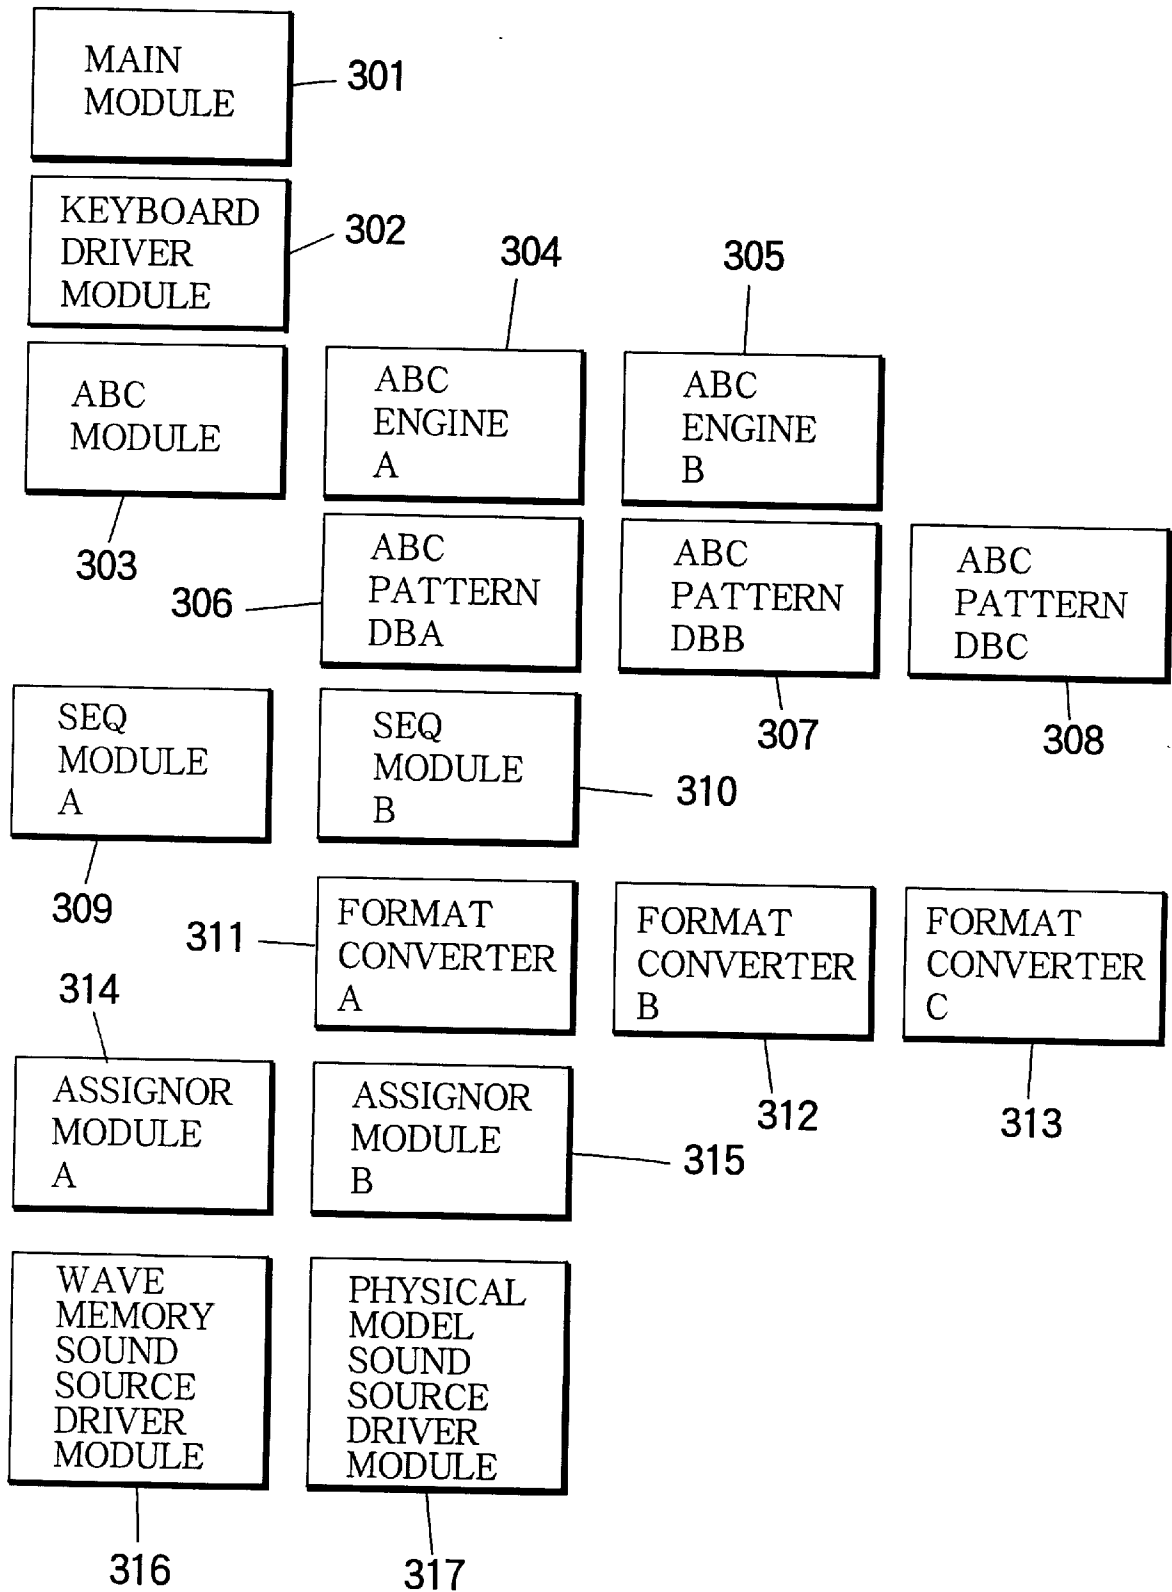 MAIN
MODULE
301
KEYBOARD
DRIVER
MODULE
302
ABC
MODULE
303
304
ABC
ENGINE
A
305
ABC
ENGINE
B
306
ABC
PATTERN
DBA
ABC
PATTERN
DBB
307
ABC
PATTERN
DBC
308
SEQ
MODULE
A
309
SEQ
MODULE
B
310
311
FORMAT
CONVERTER
A
FORMAT
CONVERTER
B
312
FORMAT
CONVERTER
C
313
314
ASSIGNOR
MODULE
A
ASSIGNOR
MODULE
B
315
WAVE
MEMORY
SOUND
SOURCE
DRIVER
MODULE
316
PHYSICAL
MODEL
SOUND
SOURCE
DRIVER
MODULE
317